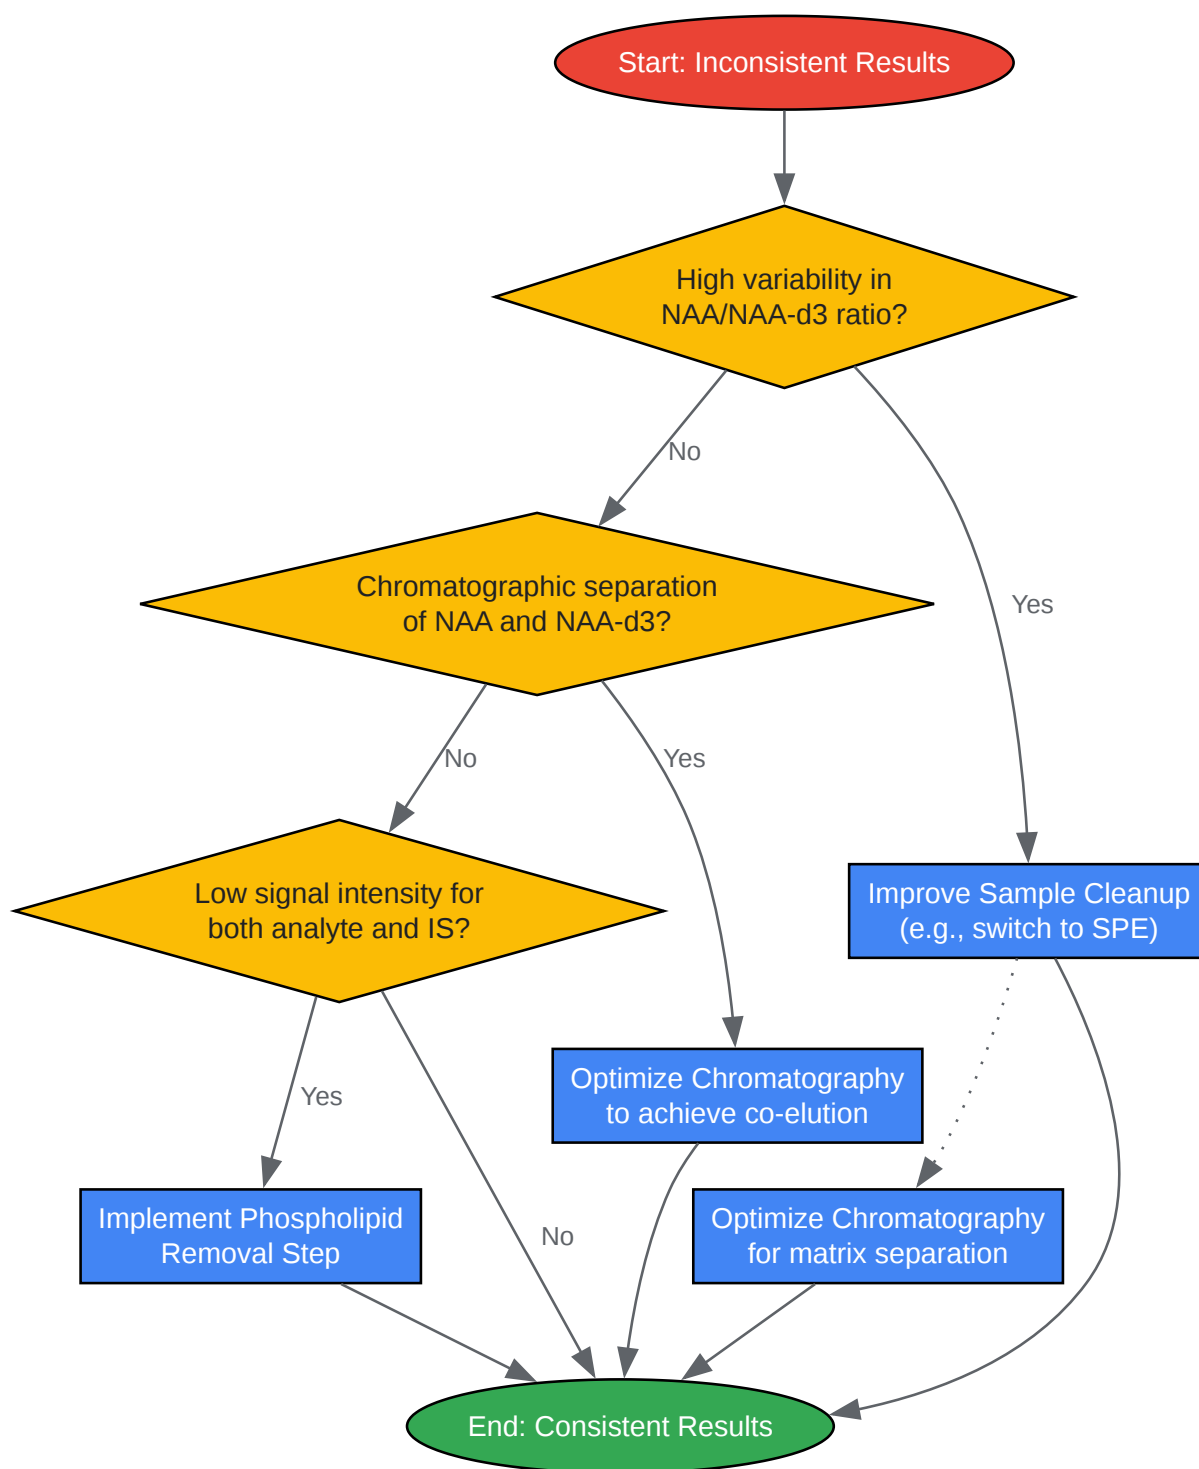 Start: Inconsistent Results
High variability in
NAA/NAA-d3 ratio?
No
Yes
Chromatographic separation
of NAA and NAA-d3?
No
Yes
Low signal intensity for
both analyte and IS?
Improve Sample Cleanup
(e.g., switch to SPE)
Yes
Optimize Chromatography
to achieve co-elution
No
Implement Phospholipid
Removal Step
Optimize Chromatography
for matrix separation
End: Consistent Results